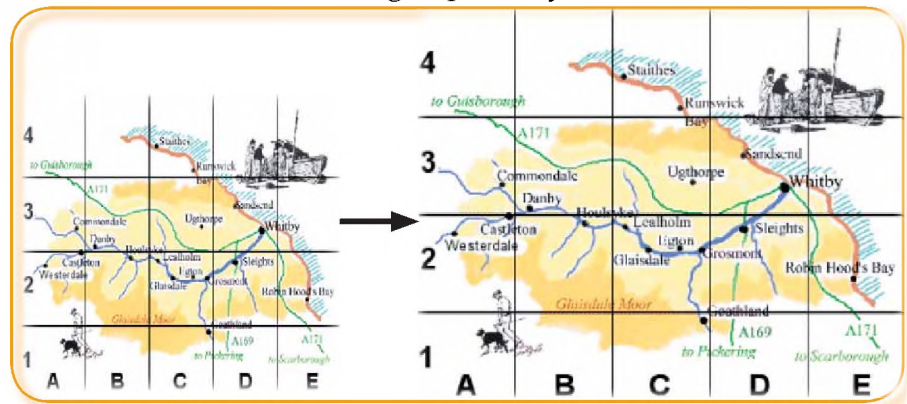 4
Staithes
to Guisborough
Runswick
Bay
A171
3
Sandsend
Ugthorpe
Commondale
Whitby
Danby
Houlsyke
Lealholm
Castleton
Sleights
Westerdale
Egton
2
Glaisdale
Grosmont
Robin Hood's Bay
Glaisdale Moor
Goathland
1
A169
A171
to Pickering
to Scarborough
A
B
C
D
E
4
Staithes
to Guisborough
Runswick
Bay
A171
3
Ugthorpe
Sandsend
Commondale
Whitby
Danby
Houlsyke
Lealholm
Castleton
Sleights
Westerdale
Egton
2
Glaisdale
Grosmont
Robin Hood's Bay
Glaisdale Moor
Goathland
1
A169
A171
to Pickering
to Scarborough
A
B
C
D
E